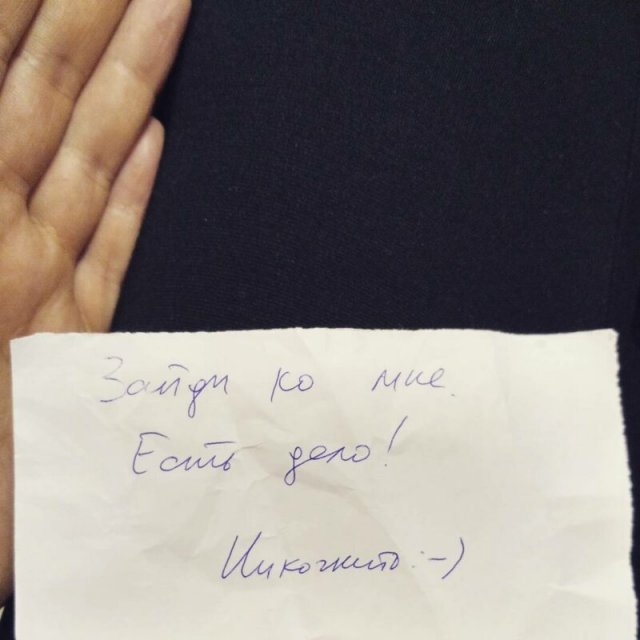 Зайди ко мне.
Есть дело!
Инкогнито :-)